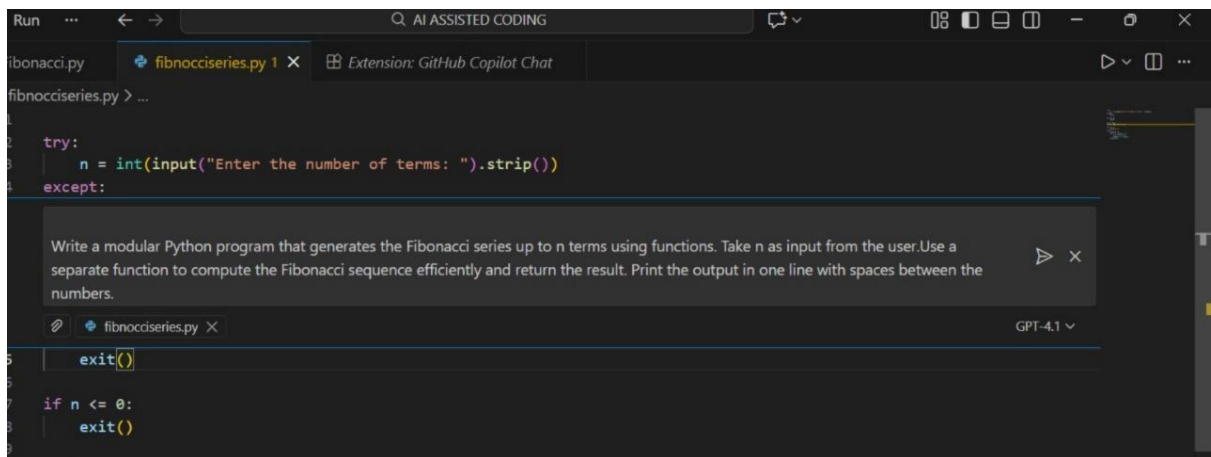 Run ... AI ASSISTED CODING
ibonacci.py fibnocciseries.py 1 Extension: GitHub Copilot Chat
fibnocciseries.py > ...
1
2 try:
3 n = int(input("Enter the number of terms: ").strip())
4 except:
Write a modular Python program that generates the Fibonacci series up to n terms using functions. Take n as input from the user.Use a
separate function to compute the Fibonacci sequence efficiently and return the result. Print the output in one line with spaces between the
numbers.
fibnocciseries.py GPT-4.1
5 exit()
6
7 if n <= 0:
8 exit()
9